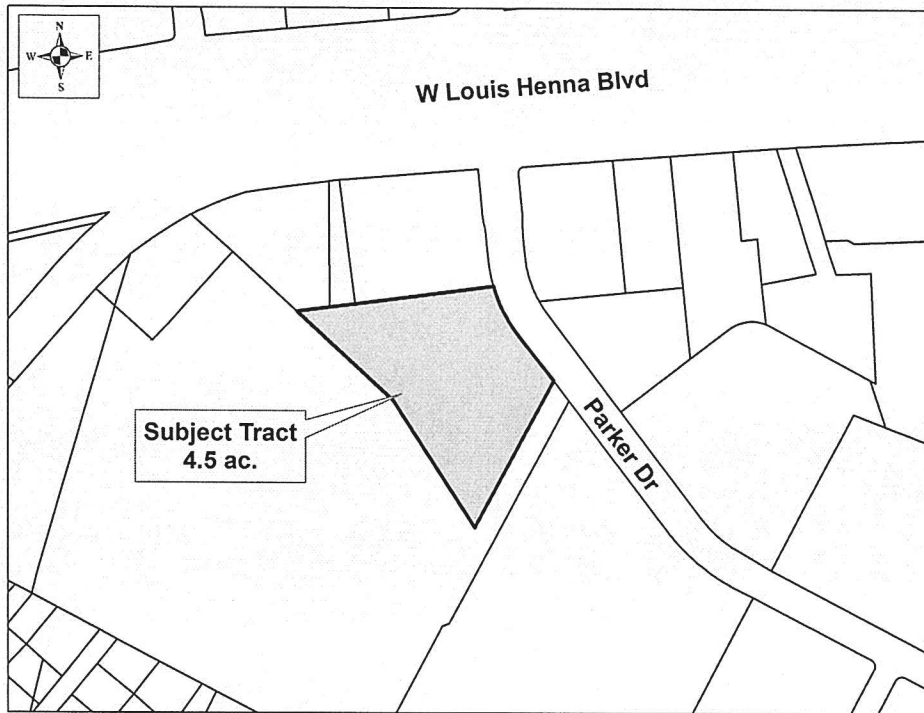 N
W E
S
W Louis Henna Blvd
Subject Tract
4.5 ac.
Parker Dr